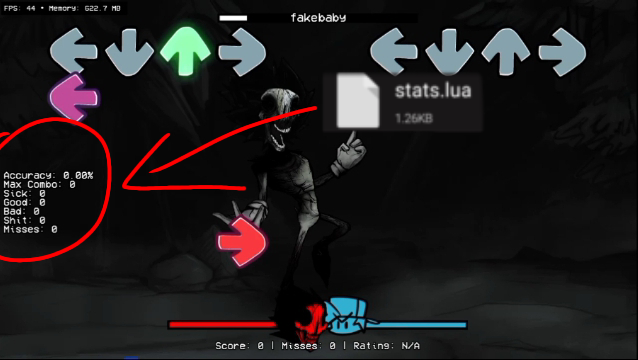 FPS: 44 • Memory: 622.7 MB
fakebaby
stats.lua
1.26KB
Accuracy: 0.00%
Max Combo: 0
Sick: 0
Good: 0
Bad: 0
Shit: 0
Misses: 0
Score: 0 | Misses: 0 | Rating: N/A